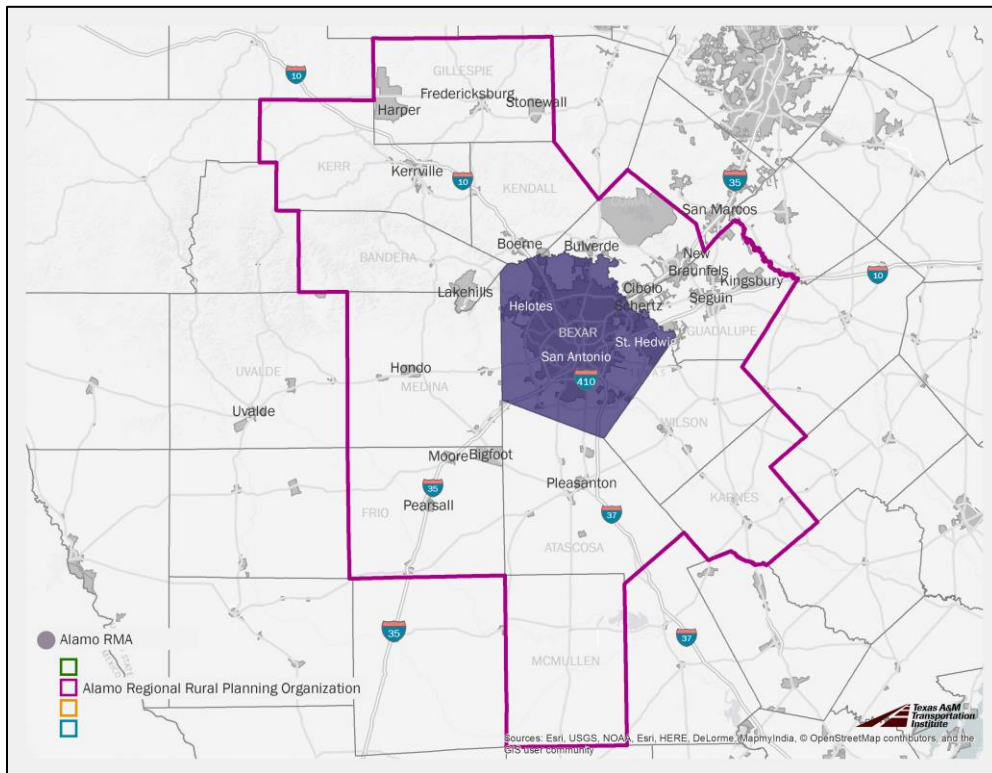 GILLESPIE
10
Fredericksburg
Harper
Stonewall
KERR
Kerrville
10
KENDALL
35
San Marcos
Boerne
Bulverde
New
Braunfels
Kingsbury
10
BANDERA
Lakehills
Cibolo
Schertz
Seguin
Helotes
BEXAR
St. Hedwig
GUADALUPE
San Antonio
410
UVALDE
Hondo
MEDINA
Uvalde
WILSON
Moore
Bigfoot
35
Pearsall
Pleasanton
KARNES
FRIO
37
ATASCOSA
35
37
MCMULLEN
Alamo RMA
Alamo Regional Rural Planning Organization
Texas A&M
Transportation
Institute
Sources: Esri, USGS, NOAA, Esri, HERE, DeLorme, MapmyIndia, © OpenStreetMap contributors, and the
GIS user community